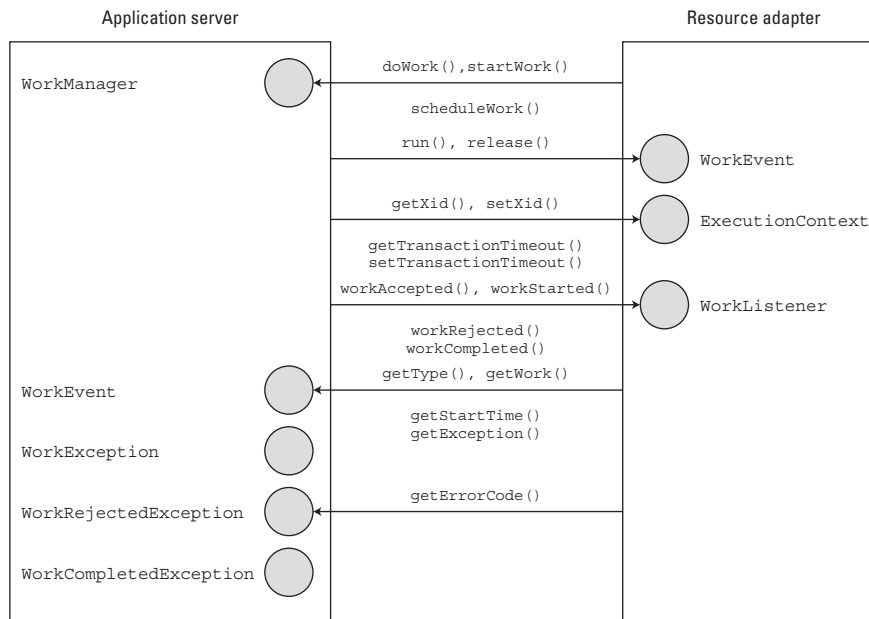 Application server
Resource adapter
WorkManager
doWork(),startWork()
scheduleWork()
run(), release()
WorkEvent
getXid(), setXid()
ExecutionContext
getTransactionTimeout()
setTransactionTimeout()
workAccepted(), workStarted()
WorkListener
workRejected()
workCompleted()
WorkEvent
getType(), getWork()
getStartTime()
getException()
WorkException
getErrorCode()
WorkRejectedException
WorkCompletedException